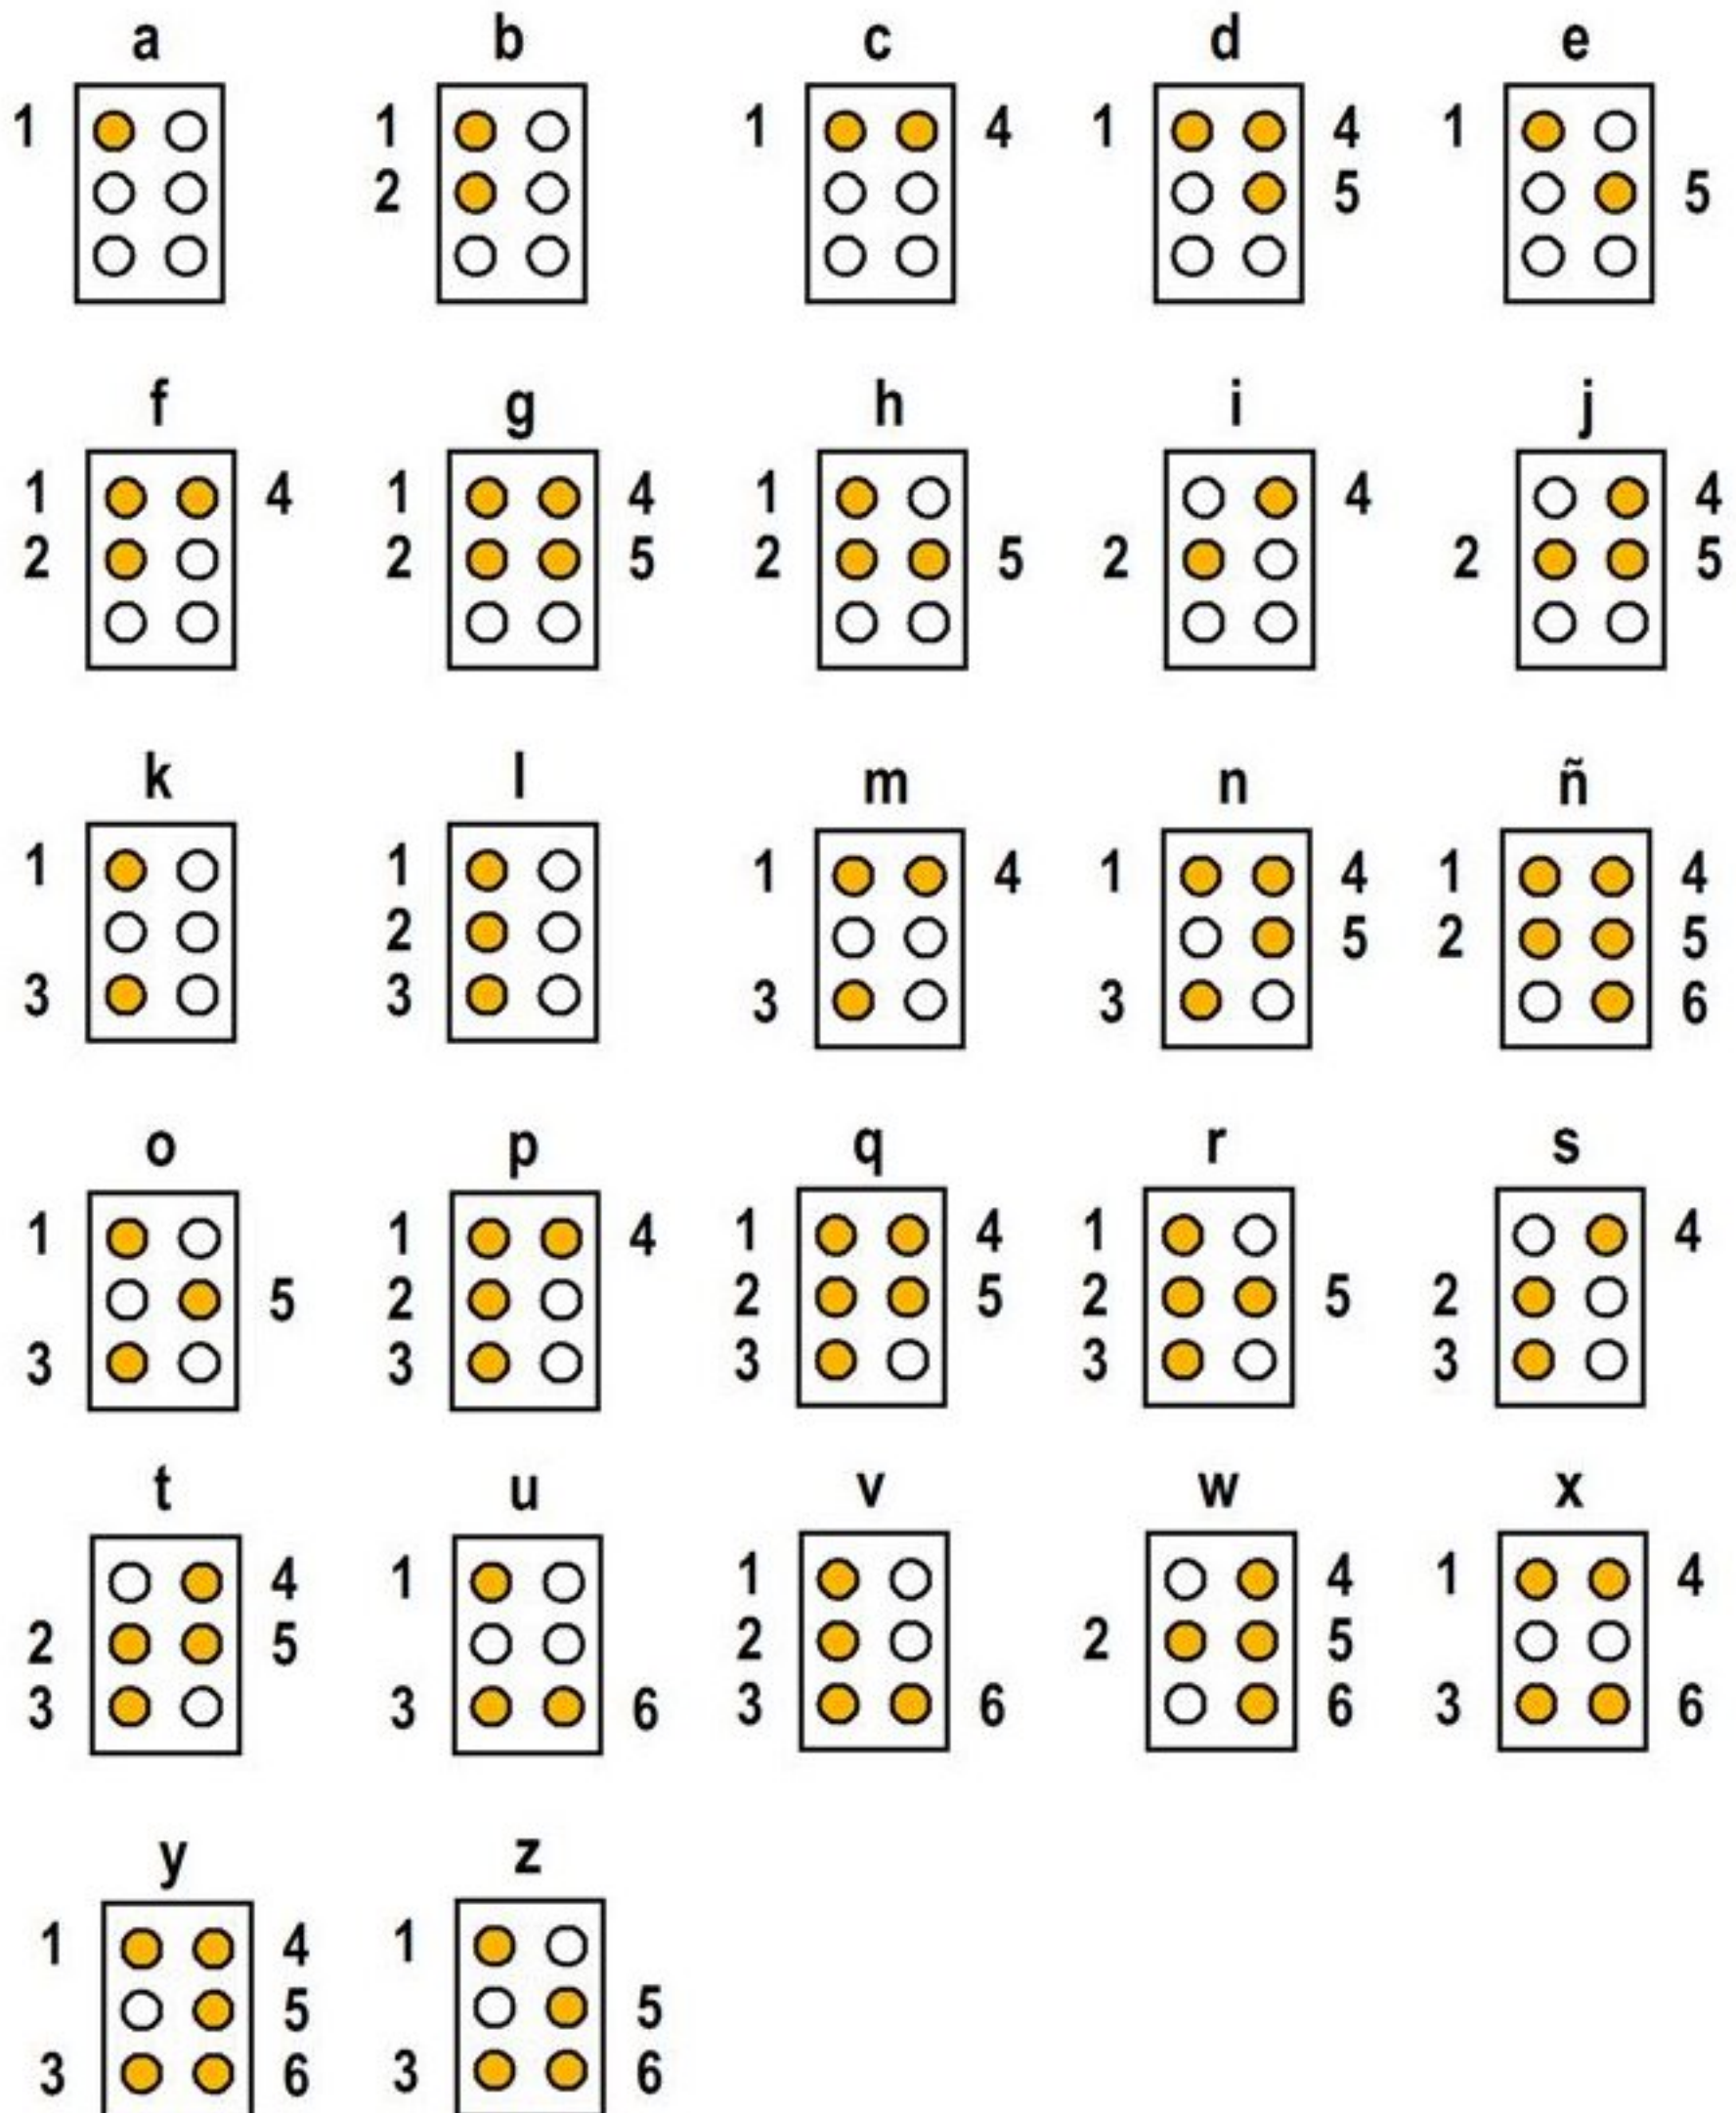 a b c d e
1 1 1 4 1 4 1
2 5 5
f g h i j
1 4 1 4 1 4 4
2 2 5 2 5 2 2 5
k l m n ñ
1 1 1 4 1 4 1 4
2 5 2 5
3 3 3 3 6
o p q r s
1 1 4 1 4 1 4
5 2 2 5 2 5 2
3 3 3 3 3
t u v w x
4 1 1 4 1 4
2 5 2 2 5
3 3 6 3 6 6 3 6
y z
1 4 1
5 5
3 6 3 6